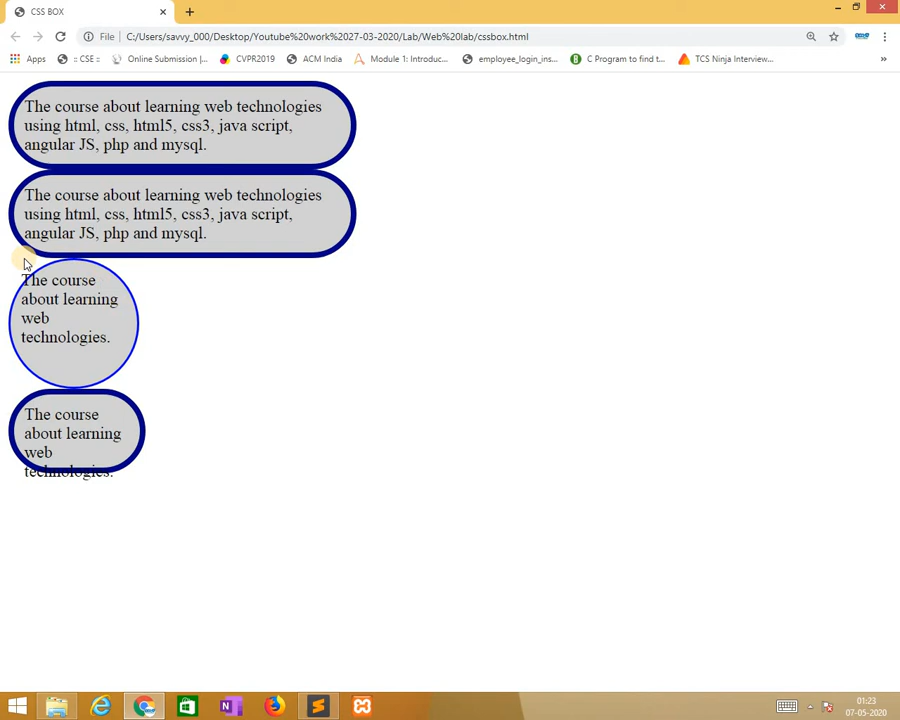 CSS BOX
File
C:/Users/savvy_000/Desktop/Youtube%20work%2027-03-2020/Lab/Web%20lab/cssbox.html
Apps
:: CSE ::
Online Submission |...
CVPR2019
ACM India
Module 1: Introduc...
employee_login_ins...
C Program to find t...
TCS Ninja Interview...
»
The course about learning web technologies
using html, css, html5, css3, java script,
angular JS, php and mysql.
The course about learning web technologies
using html, css, html5, css3, java script,
angular JS, php and mysql.
The course
about learning
web
technologies.
The course
about learning
web
technologies.
01:23
07-05-2020